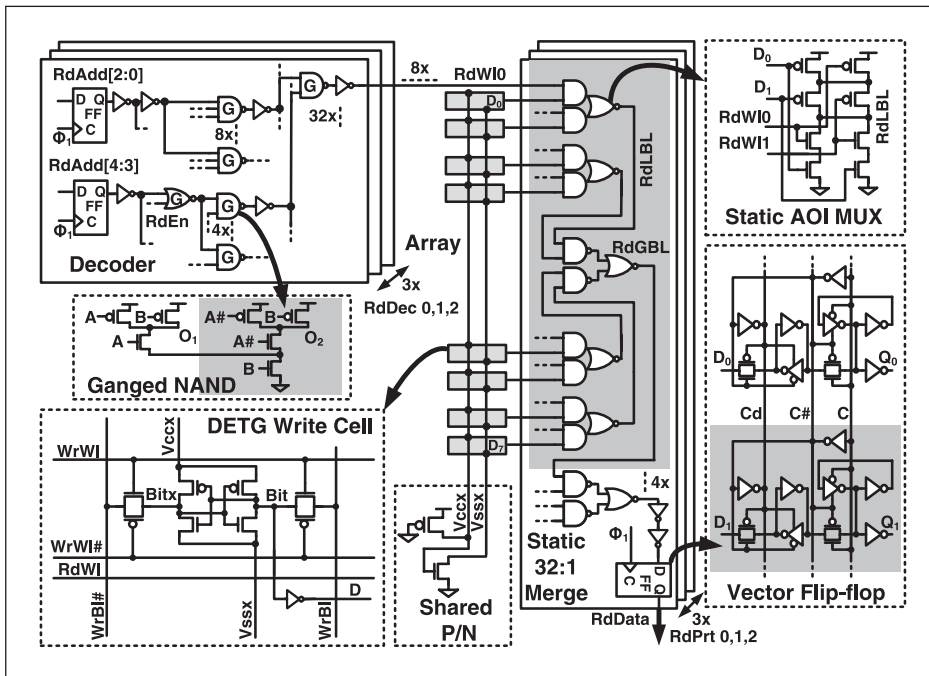 RdAdd[2:0]
D Q
FF
C
Φ1
G
8x
G
G
32x
RdAdd[4:3]
D Q
FF
C
Φ1
RdEn
G
4x
G
Decoder
Array
3x
RdDec 0,1,2
8x
RdWl0
D0
D7
A B O1
A
A# B O2
A#
B
Ganged NAND
DETG Write Cell
Vccx
WrWl
Bitx
Bit
WrWl#
RdWl
D
WrBl#
Vssx
WrBl
Vccx
Vssx
Shared
P/N
RdLBL
RdGBL
4x
Φ1
D
Q
FF
C
Static
32:1
Merge
RdData
3x
RdPrt 0,1,2
D0
D1
RdWl0
RdWl1
RdLBL
Static AOI MUX
D0
Q0
Cd C# C
D1
Q1
Vector Flip-flop